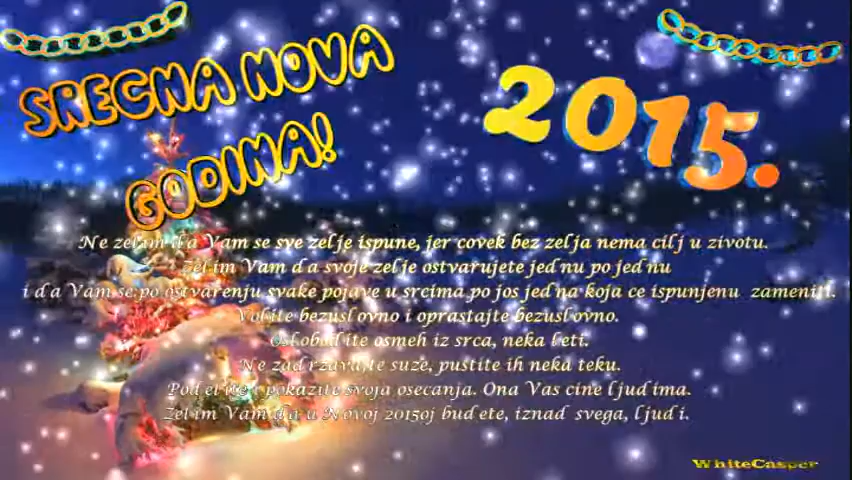 SRECNA NOVA
GODINA!
2015.
Ne zelim da Vam se sve zelje ispune, jer covek bez zelja nema cilj u zivotu.
Zelim Vam da svoje zelje ostvarujete jednu po jednu
i da Vam se po ostvarenju svake pojave u srcima po jos jedna koja ce ispunjenu zameniti.
Volite bezuslovno i oprastajte bezuslovno.
Oslobodite osmeh iz srca, neka leti.
Ne zadrzavajte suze, pustite ih neka teku.
Podelite i pokazite svoja osecanja. Ona Vas cine ljudima.
Zelim Vam da u Novoj 2015oj budete, iznad svega, ljudi.
WhiteCasper